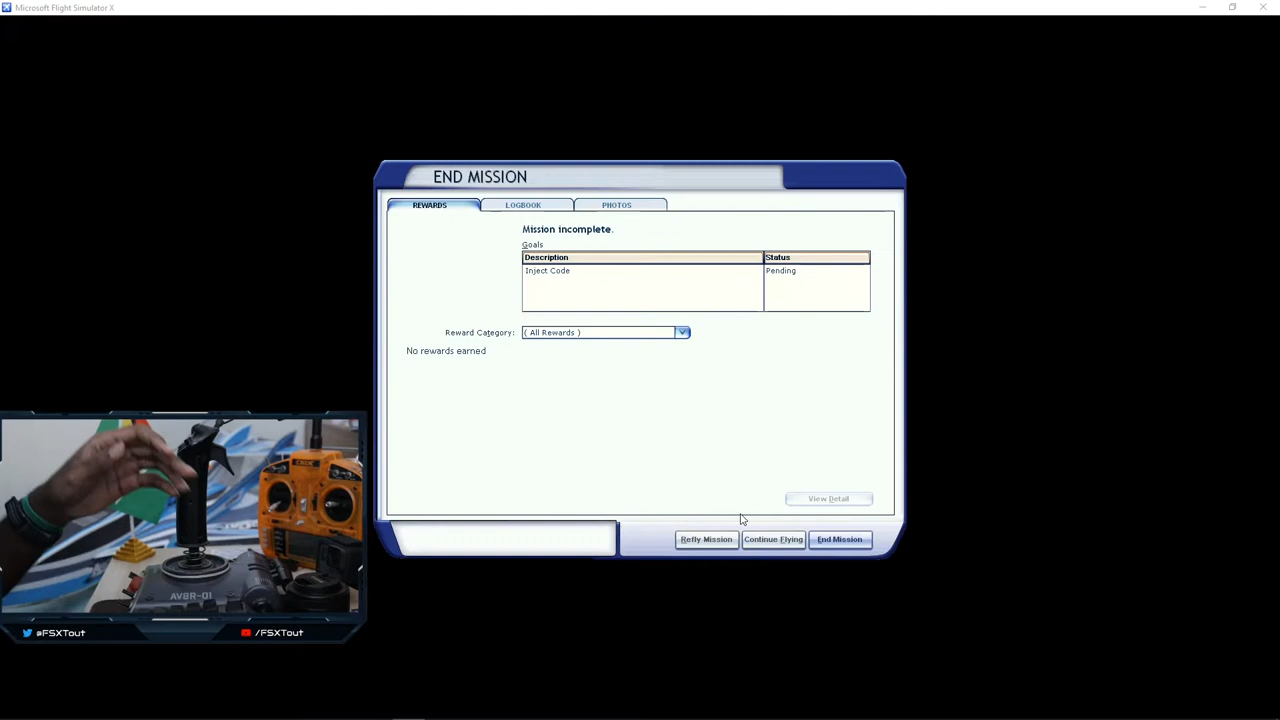 Microsoft Flight Simulator X
END MISSION
REWARDS
LOGBOOK
PHOTOS
Mission incomplete.
Goals
Description
Status
Inject Code
Pending
Reward Category:
( All Rewards )
No rewards earned
View Detail
Refly Mission
Continue Flying
End Mission
AV8R-01
@FSXTout
/FSXTout